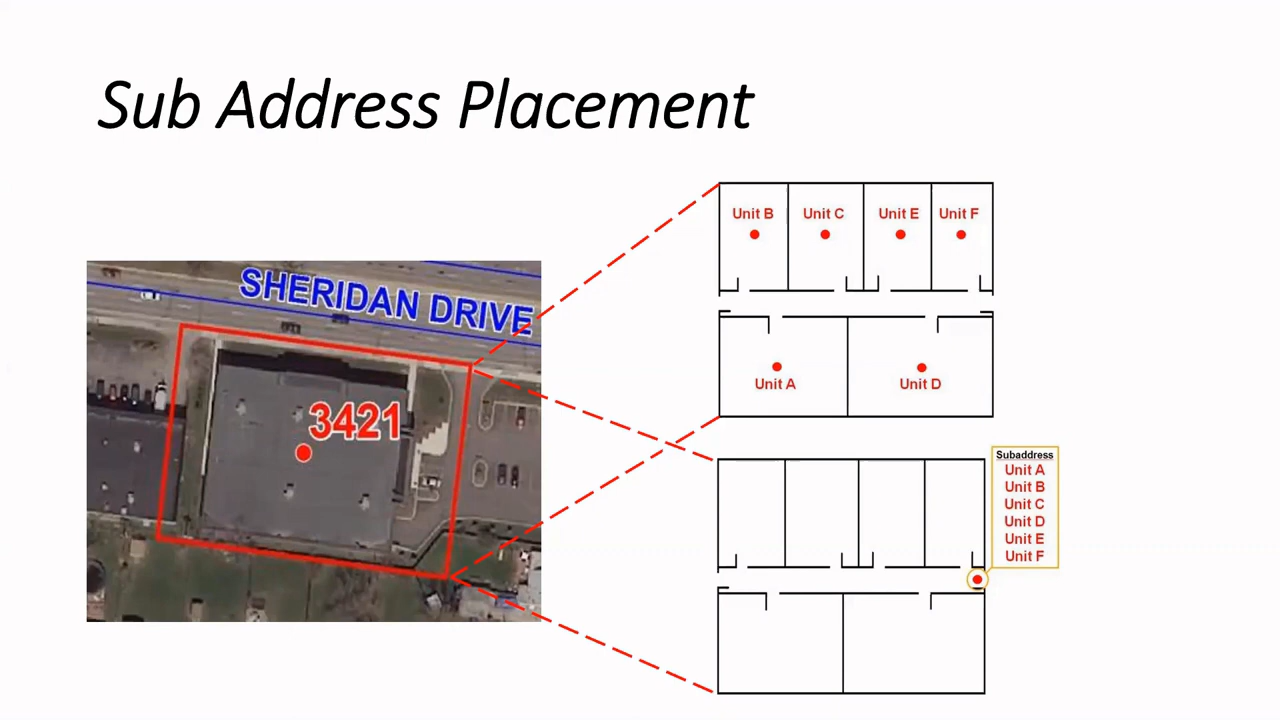 Sub Address Placement
SHERIDAN DRIVE
3421
Unit B
Unit C
Unit E
Unit F
Unit A
Unit D
Subaddress
Unit A
Unit B
Unit C
Unit D
Unit E
Unit F